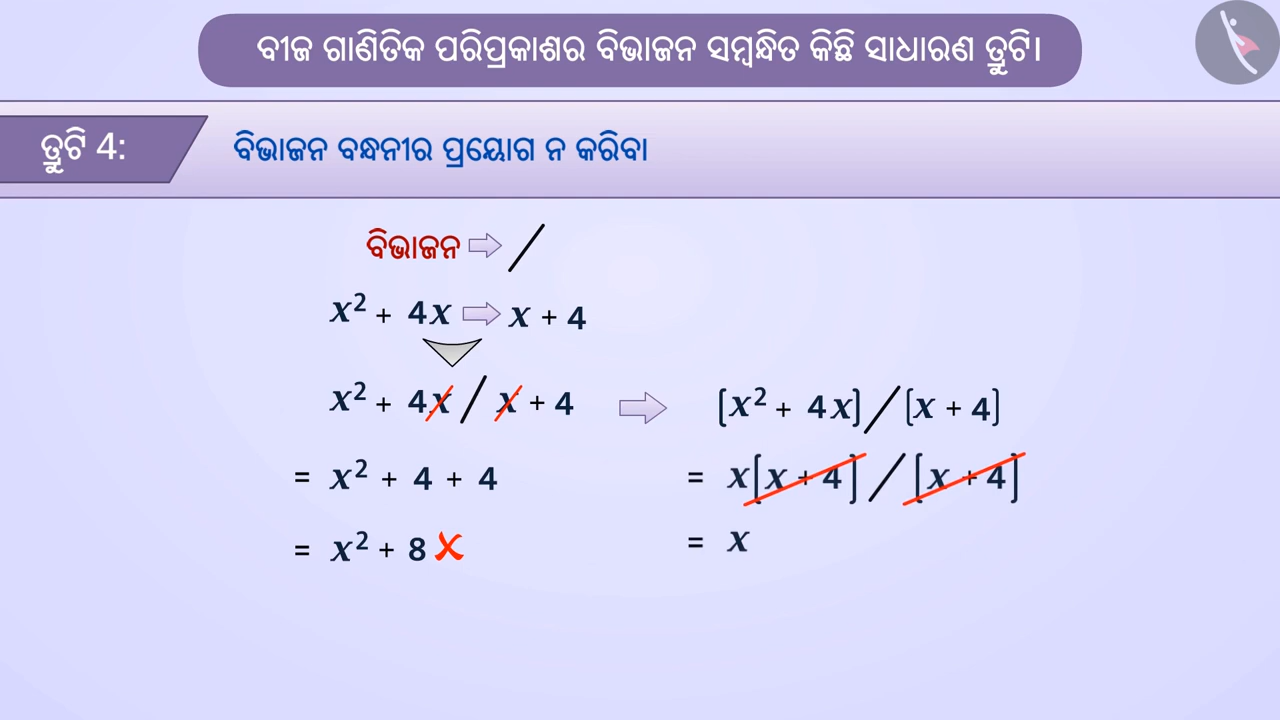 ବୀଜ ଗାଣିତିକ ପରିପ୍ରକାଶର ବିଭାଜନ ସମ୍ବନ୍ଧିତ କିଛି ସାଧାରଣ ତ୍ରୁଟି।
ତ୍ରୁଟି 4:
ବିଭାଜନ ବନ୍ଧନୀର ପ୍ରୟୋଗ ନ କରିବା
ବିଭାଜନ ⇨ /
x² + 4x ⇨ x + 4
x² + 4x / x + 4 ⇨ [x² + 4x] / [x + 4]
= x² + 4 + 4
= x[x + 4] / [x + 4]
= x² + 8 ✗
= x